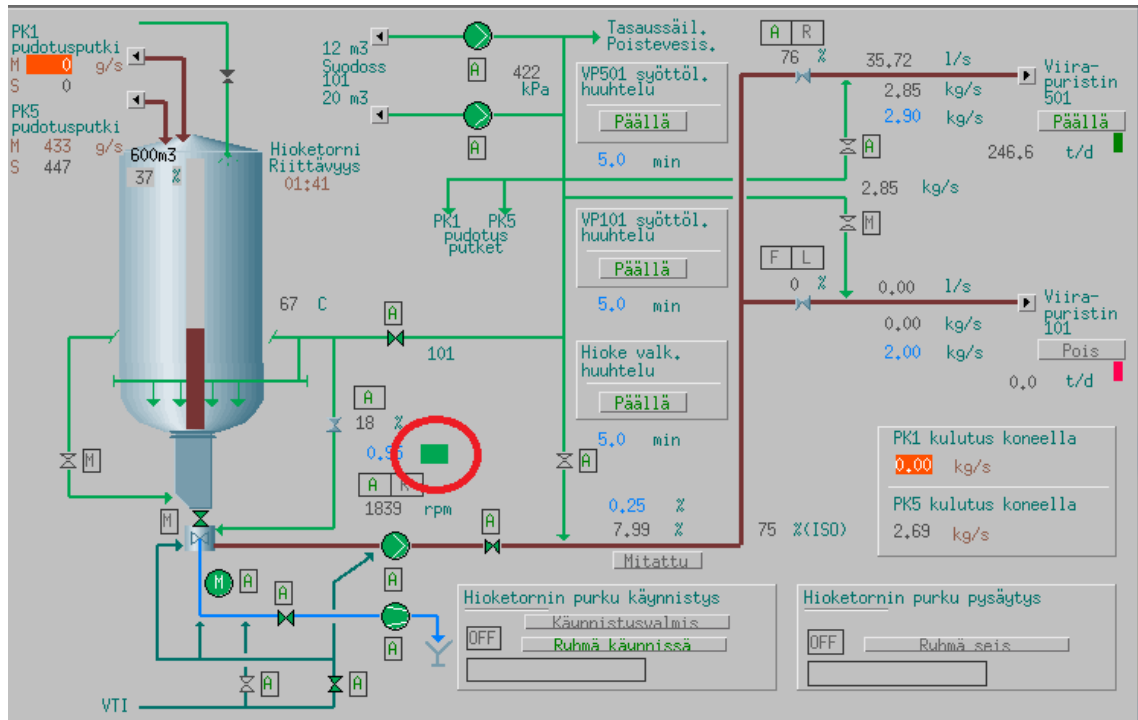 PK1
pudotusputki
M 0 g/s
S 0
PK5
pudotusputki
M 433 g/s
S 447
600m3
37 %
Hioketorni
Riittävyys
01:41
12 m3
Suodoss
101
20 m3
A
422
kPa
A
Tasaussäil.
Poistevesis.
VP501 syöttöl.
huuhtelu
Päällä
5.0 min
PK1 PK5
pudotus
putket
VP101 syöttöl.
huuhtelu
Päällä
5.0 min
Hioke valk.
huuhtelu
Päällä
5.0 min
A R
76 %
35.72 l/s
2.85 kg/s
2.90 kg/s
Viira-
puristin
501
Päällä
246.6 t/d
A
2.85 kg/s
M
F L
0 %
0.00 l/s
0.00 kg/s
2.00 kg/s
Viira-
puristin
101
Pois
0.0 t/d
67 C
A
101
A
18 %
0.95
A R
1839 rpm
M
M
A
A
0.25 %
7.99 %
Mitattu
75 %(ISO)
PK1 kulutus koneella
0.00 kg/s
PK5 kulutus koneella
2.69 kg/s
M A
A
A
A
A
A
VTI
Hioketornin purku käynnistys
Käynnistusvalmis
OFF
Ruhmä käunnissä
Hioketornin purku pysäytys
OFF
Ruhmä seis